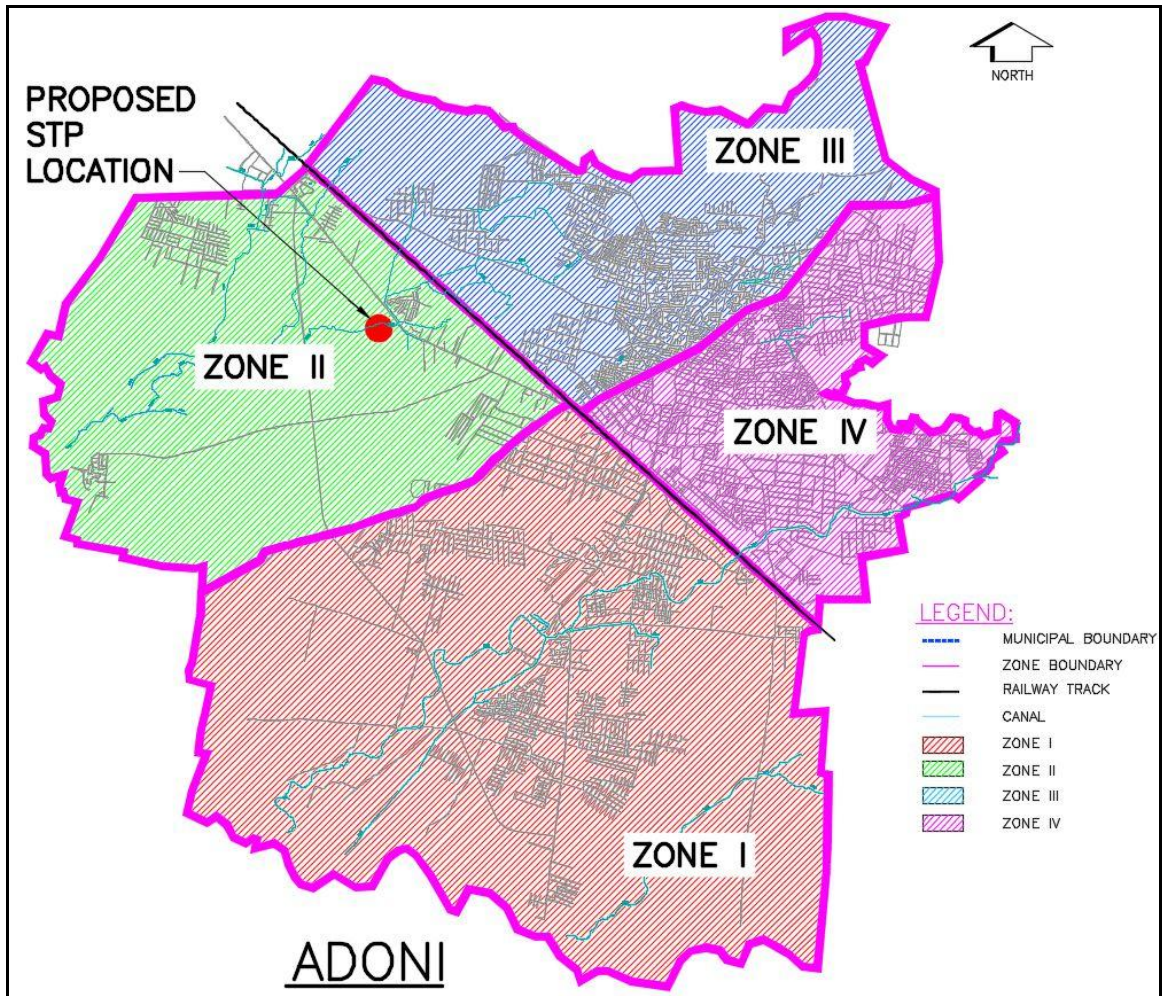 PROPOSED
STP
LOCATION
NORTH
ZONE III
ZONE II
ZONE IV
ZONE I
LEGEND:
MUNICIPAL BOUNDARY
ZONE BOUNDARY
RAILWAY TRACK
CANAL
ZONE I
ZONE II
ZONE III
ZONE IV
ADONI